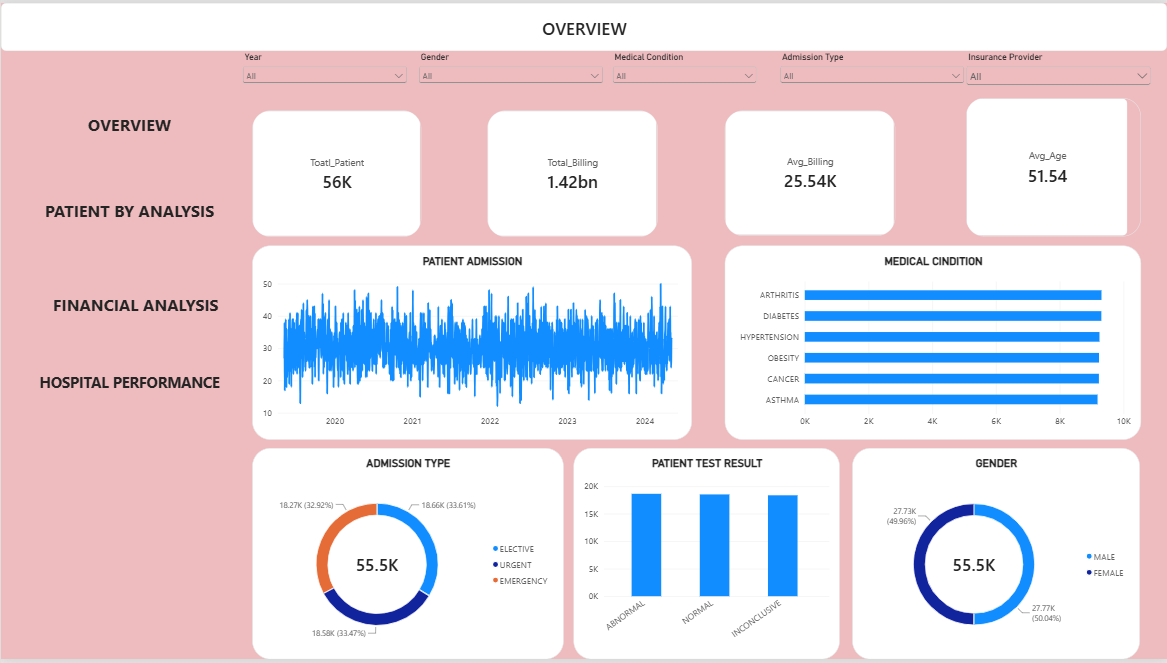 OVERVIEW
Year
All
Gender
All
Medical Condition
All
Admission Type
All
Insurance Provider
All
OVERVIEW
PATIENT BY ANALYSIS
FINANCIAL ANALYSIS
HOSPITAL PERFORMANCE
Toatl_Patient
56K
Total_Billing
1.42bn
Avg_Billing
25.54K
Avg_Age
51.54
PATIENT ADMISSION
50
40
30
20
10
2020
2021
2022
2023
2024
MEDICAL CINDITION
ARTHRITIS
DIABETES
HYPERTENSION
OBESITY
CANCER
ASTHMA
0K
2K
4K
6K
8K
10K
ADMISSION TYPE
18.27K (32.92%)
18.66K (33.61%)
55.5K
18.58K (33.47%)
ELECTIVE
URGENT
EMERGENCY
PATIENT TEST RESULT
20K
15K
10K
5K
0K
ABNORMAL
NORMAL
INCONCLUSIVE
GENDER
27.73K
(49.96%)
55.5K
27.77K
(50.04%)
MALE
FEMALE